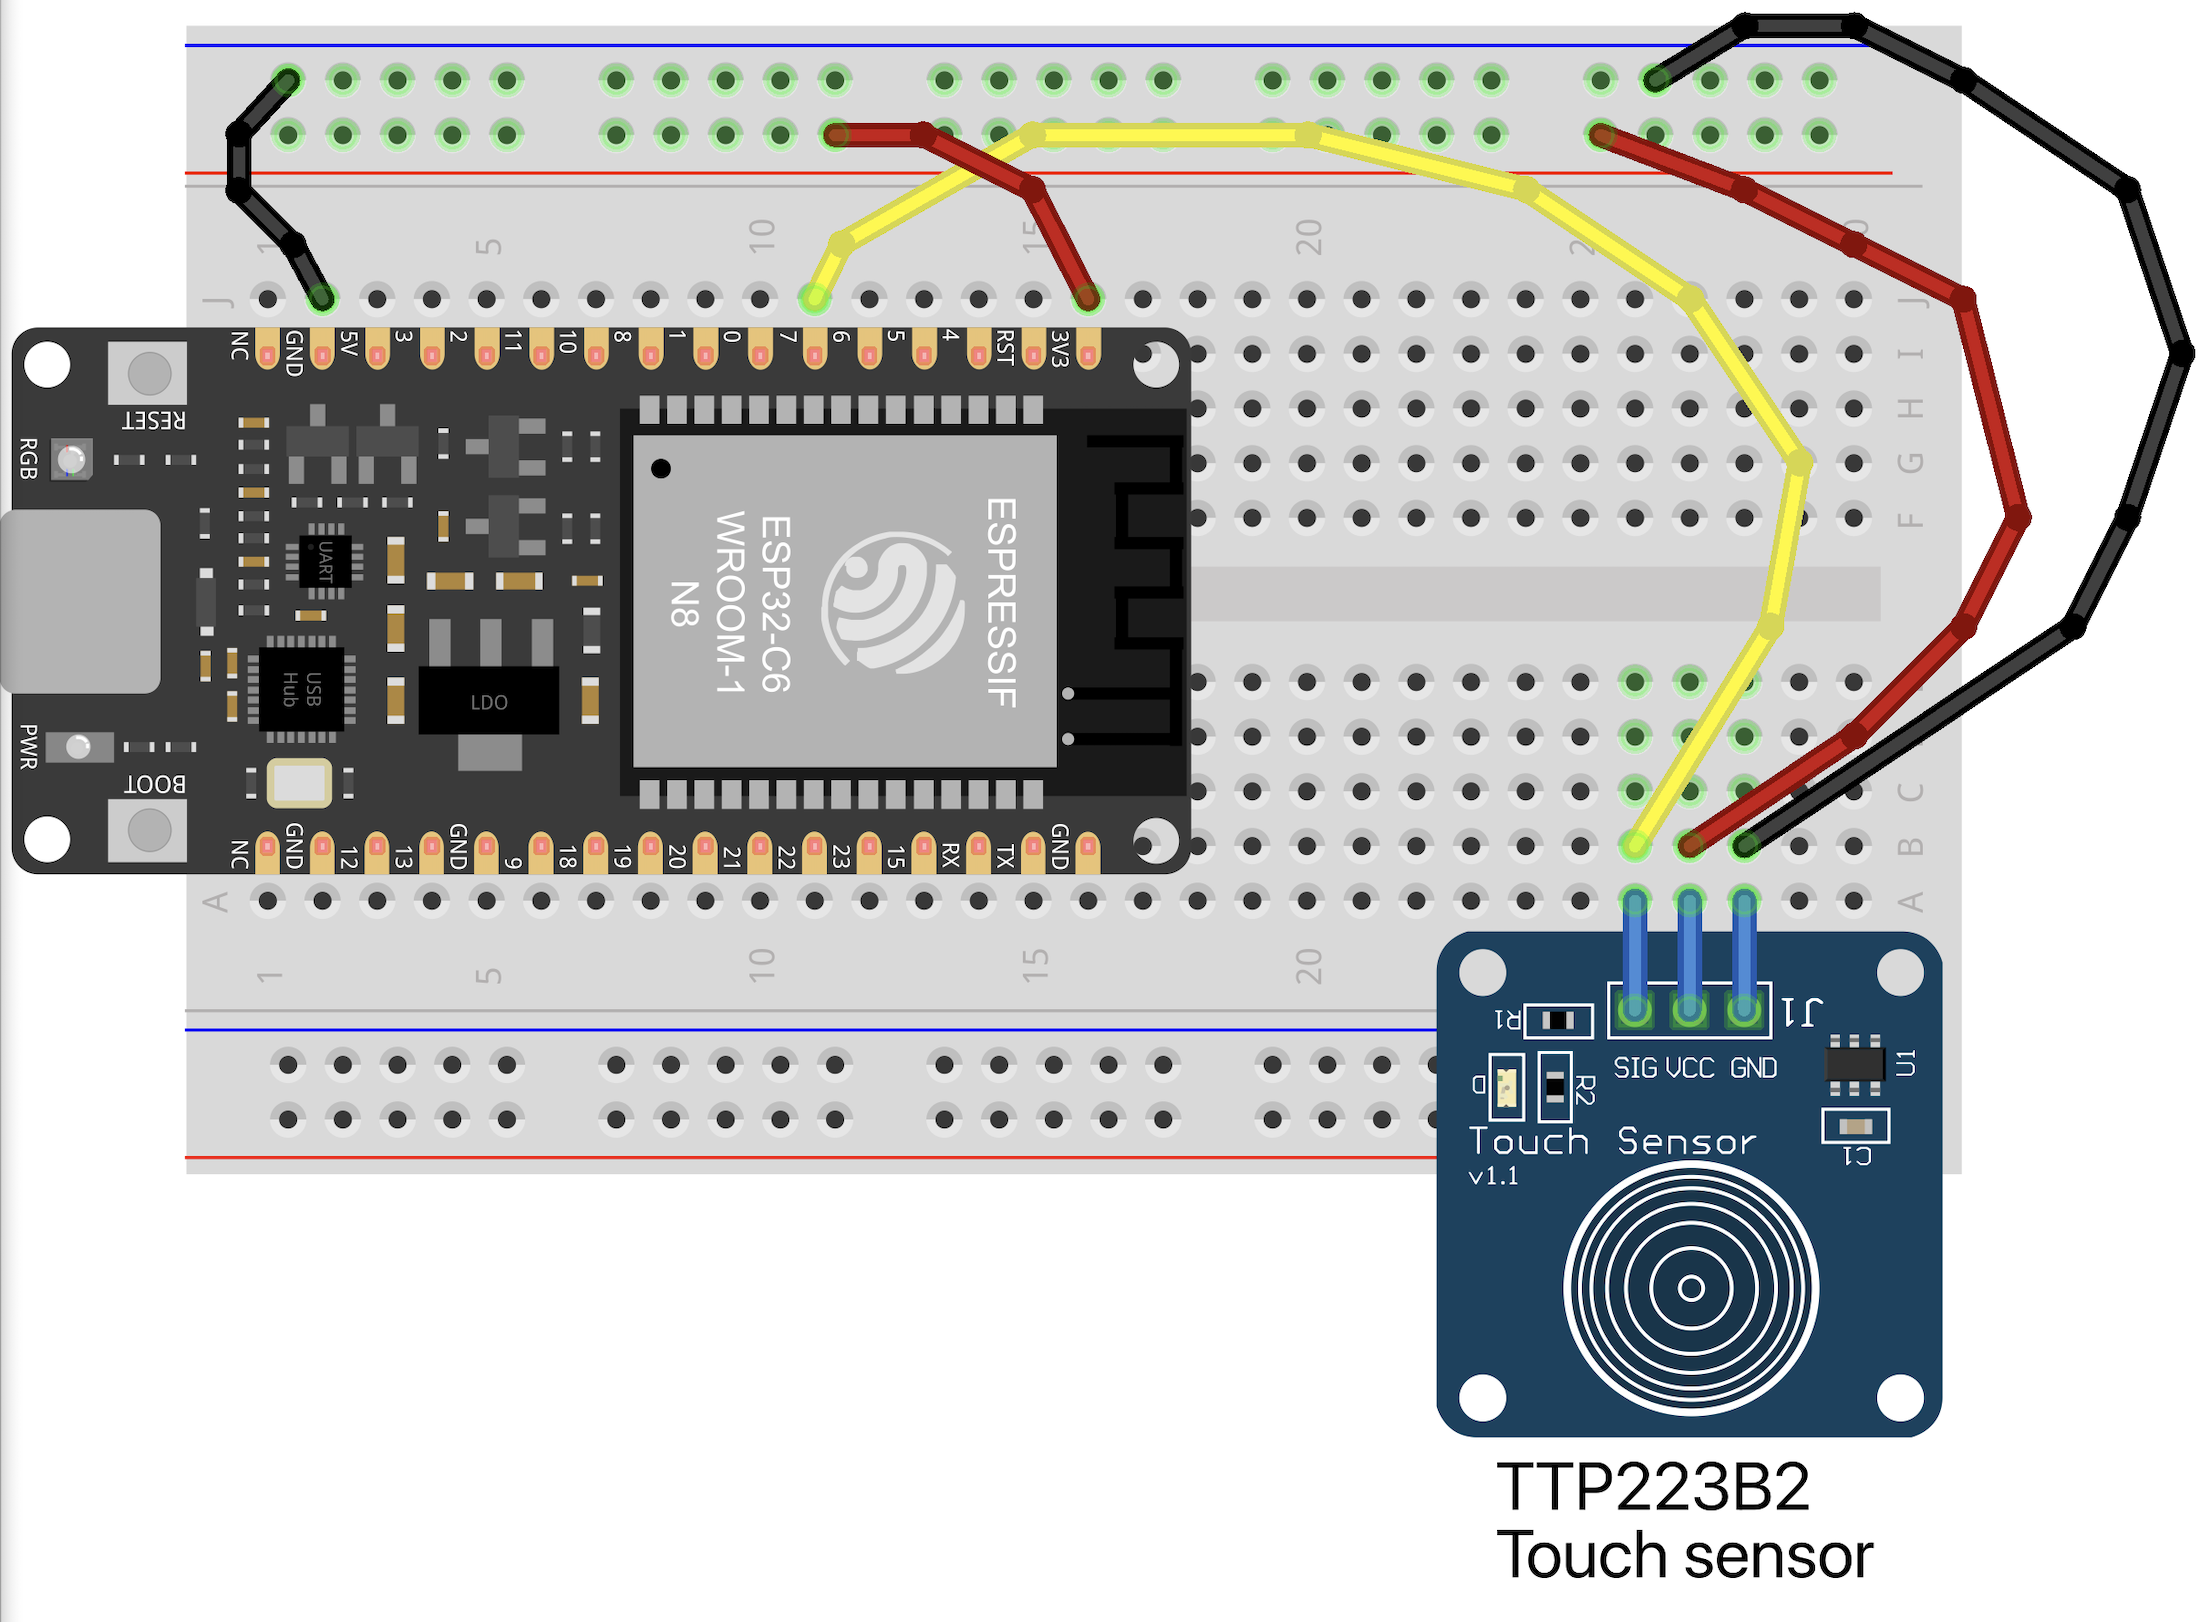 1
5
10
15
20
2
0
J
J
NC
GND
5V
3
2
11
10
8
1
0
7
6
5
4
RST
3V3
I
H
G
F
RESET
RGB
UART
USB
Hub
LDO
PWR
BOOT
ESPRESSIF
ESP32-C6
WROOM-1
N8
C
B
NC
GND
12
13
GND
9
18
19
20
21
22
23
15
RX
TX
GND
A
A
1
5
10
15
20
R1
J1
SIG VCC GND
U1
D
R2
Touch Sensor
v1.1
C1
TTP223B2
Touch sensor